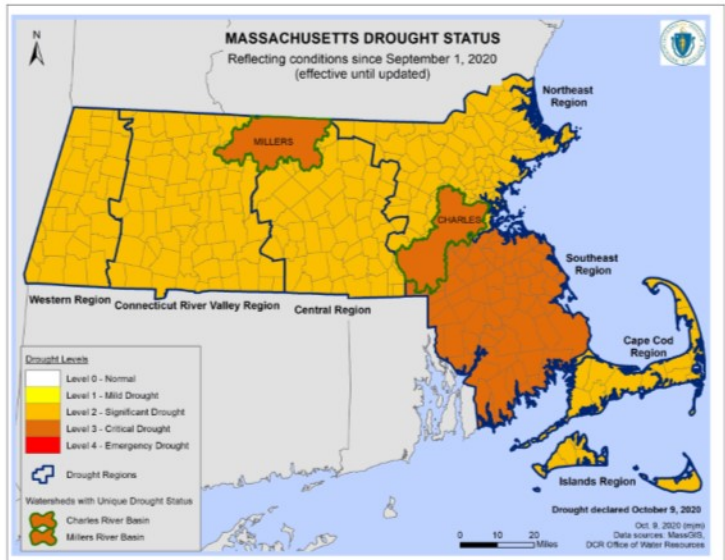 MASSACHUSETTS DROUGHT STATUS
Reflecting conditions since September 1, 2020
(effective until updated)
N
Northeast
Region
MILLERS
CHARLES
Southeast
Region
Western Region
Connecticut River Valley Region
Central Region
Cape Cod
Region
Islands Region
Drought Levels
Level 0 - Normal
Level 1 - Mild Drought
Level 2 - Significant Drought
Level 3 - Critical Drought
Level 4 - Emergency Drought
Drought Regions
Watersheds with Unique Drought Status
Charles River Basin
Millers River Basin
Drought declared October 9, 2020
Oct. 9, 2020 (mjm)
Data sources: MassGIS,
DCR Office of Water Resources
0 10 20
Miles